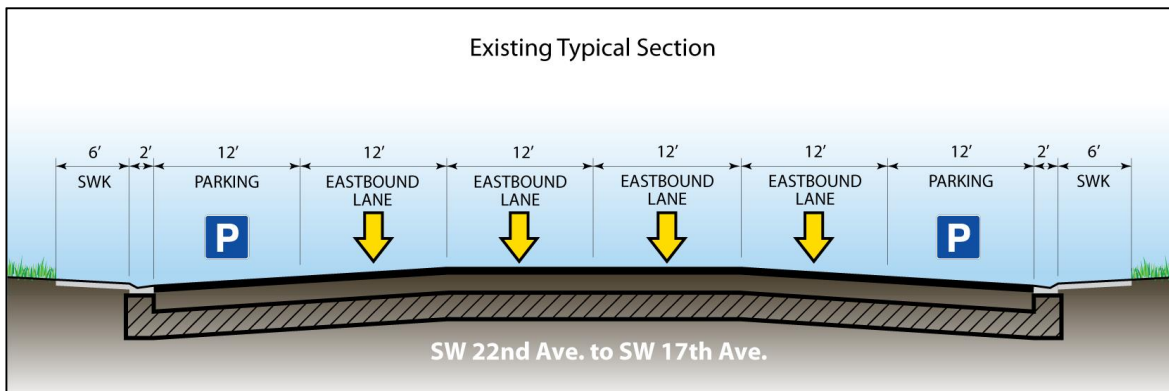 Existing Typical Section
6’ 2’ 12’ 12’ 12’ 12’ 12’ 12’ 2’ 6’
SWK PARKING EASTBOUND EASTBOUND EASTBOUND EASTBOUND PARKING SWK
LANE LANE LANE LANE
P P
SW 22nd Ave. to SW 17th Ave.